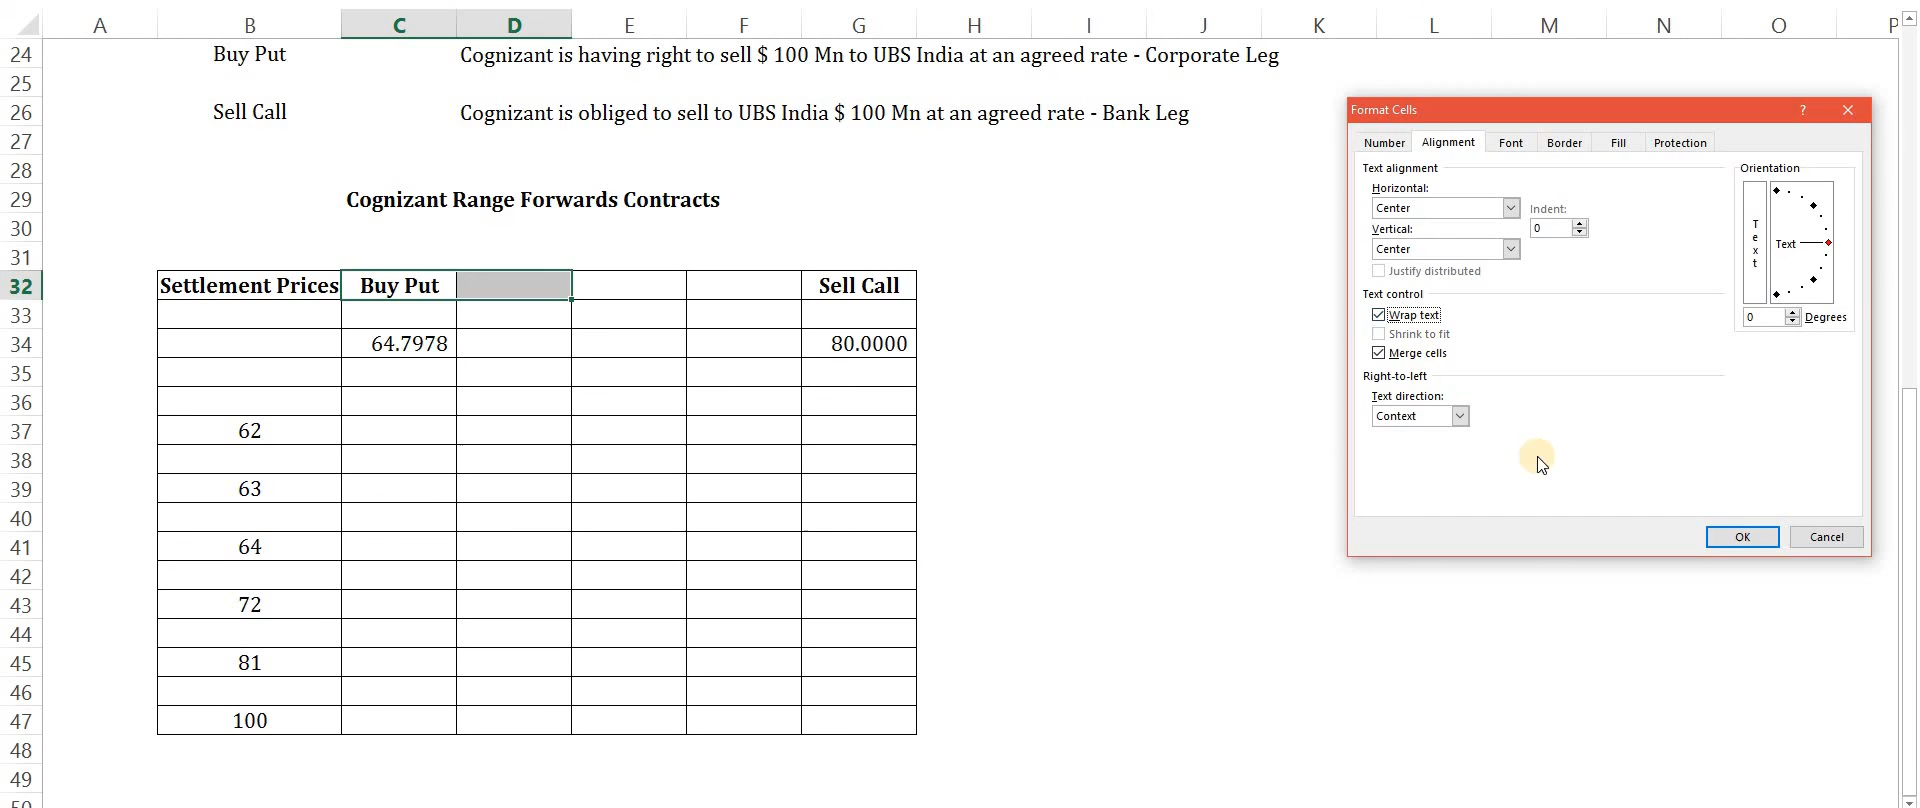 A B C D E F G H I J K L M N O P
24 Buy Put Cognizant is having right to sell $ 100 Mn to UBS India at an agreed rate - Corporate Leg
25
26 Sell Call Cognizant is obliged to sell to UBS India $ 100 Mn at an agreed rate - Bank Leg
27
28
29 Cognizant Range Forwards Contracts
30
31
32 Settlement Prices Buy Put Sell Call
33
34 64.7978 80.0000
35
36
37 62
38
39 63
40
41 64
42
43 72
44
45 81
46
47 100
48
49
50
Format Cells ?
Number Alignment Font Border Fill Protection
Text alignment
Horizontal:
Center
Indent:
0
Vertical:
Center
Justify distributed
Text control
Wrap text
Shrink to fit
Merge cells
Right-to-left
Text direction:
Context
Orientation
Text
Text
0 Degrees
OK Cancel